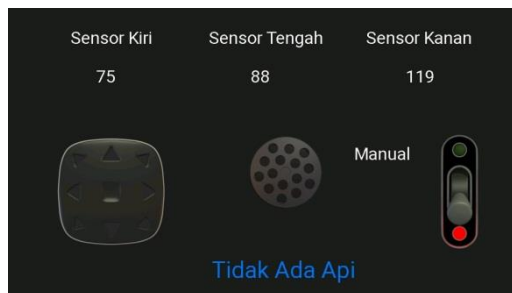 Sensor Kiri Sensor Tengah Sensor Kanan
75 88 119
Manual
Tidak Ada Api